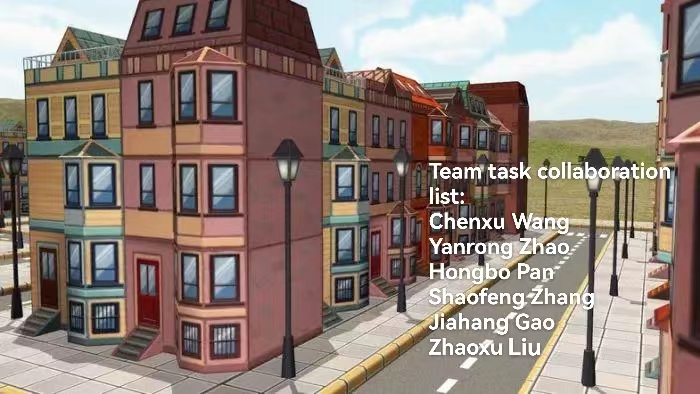 Team task collaboration
list:
Chenxu Wang
Yanrong Zhao
Hongbo Pan
Shaofeng Zhang
Jiahang Gao
Zhaoxu Liu